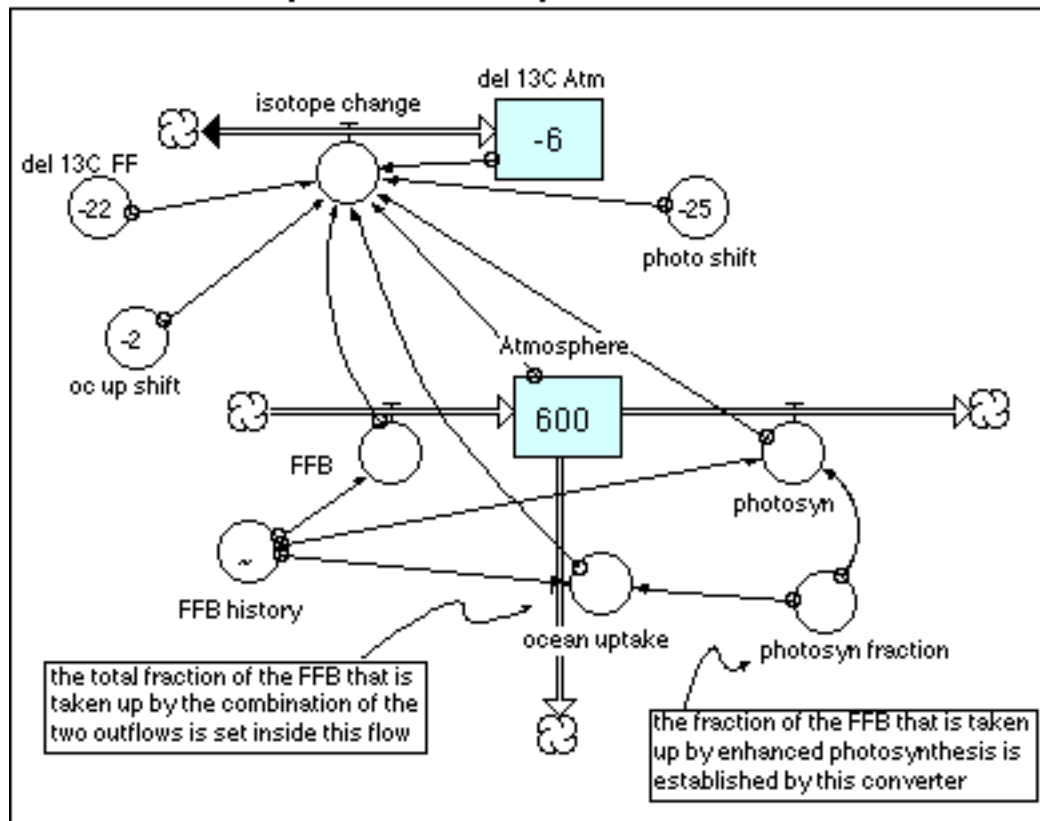 del 13C Atm
isotope change
-6
del 13C FF
-22
-25
photo shift
-2
oc up shift
Atmosphere
600
FFB
photosyn
~
FFB history
ocean uptake
photosyn fraction
the total fraction of the FFB that is
taken up by the combination of the
two outflows is set inside this flow
the fraction of the FFB that is taken
up by enhanced photosynthesis is
established by this converter